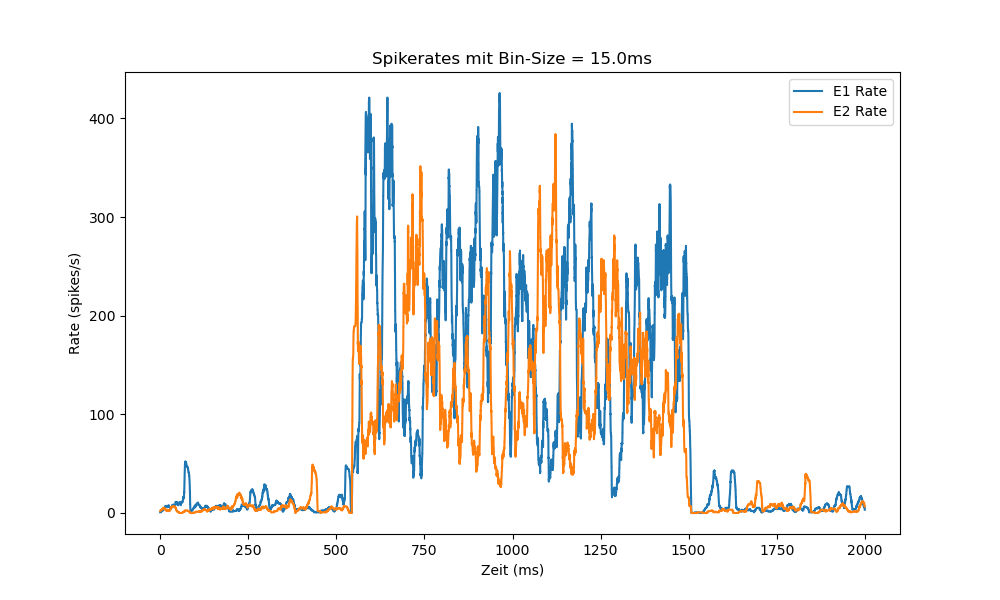 Spikerates mit Bin-Size = 15.0ms
E1 Rate
E2 Rate
Rate (spikes/s)
400
300
200
100
0
0 250 500 750 1000 1250 1500 1750 2000
Zeit (ms)